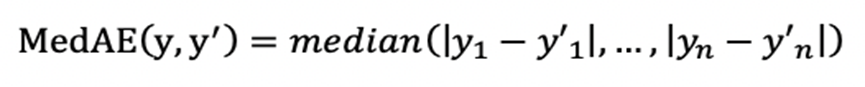 MedAE(y,y′) = median(|y₁ − y′₁|, … , |yₙ − y′ₙ|)